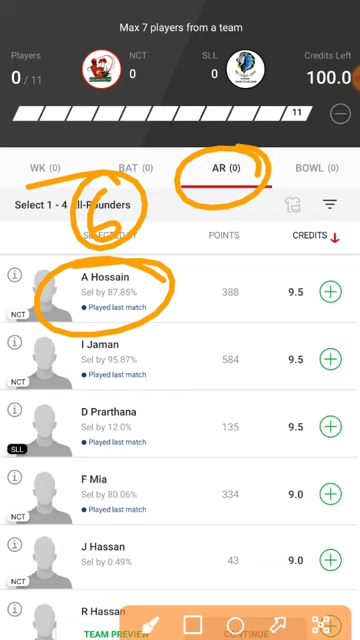 Max 7 players from a team
Players NCT SLL Credits Left
0 / 11 0 0 100.0
11
WK (0) BAT (0) AR (0) BOWL (0)
6
Select 1 - 4 All-Rounders
SELECTED BY POINTS CREDITS
A Hossain
Sel by 87.85% 388 9.5
Played last match
NCT
I Jaman
Sel by 95.87% 584 9.5
Played last match
NCT
D Prarthana
Sel by 12.0% 135 9.5
Played last match
SLL
F Mia
Sel by 80.06% 334 9.0
Played last match
NCT
J Hassan
Sel by 0.49% 43 9.0
NCT
R Hassan
TEAM PREVIEW CONTINUE